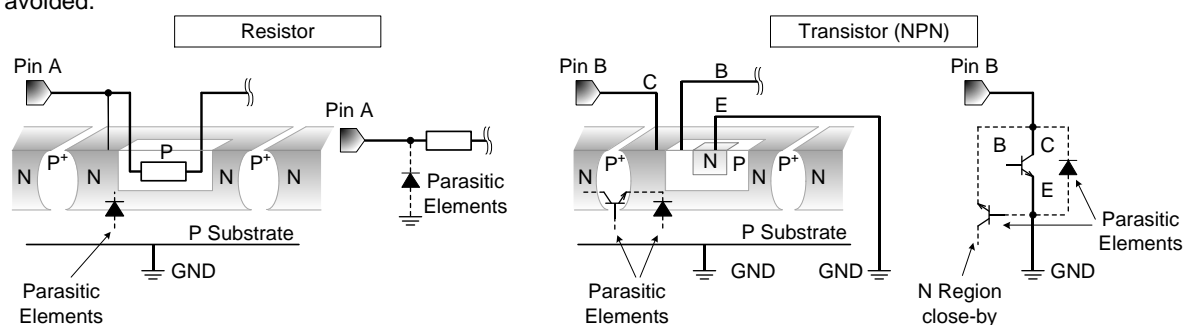 avoided.
Resistor
Transistor (NPN)
Pin A
Pin A
Pin B
C
B
E
Pin B
N
P+
N
P
N
P+
N
Parasitic
Elements
N
P+
N
N
P
N
P+
N
B
C
E
P Substrate
GND
Parasitic
Elements
P Substrate
GND
GND
Parasitic
Elements
Parasitic
Elements
GND
N Region
close-by